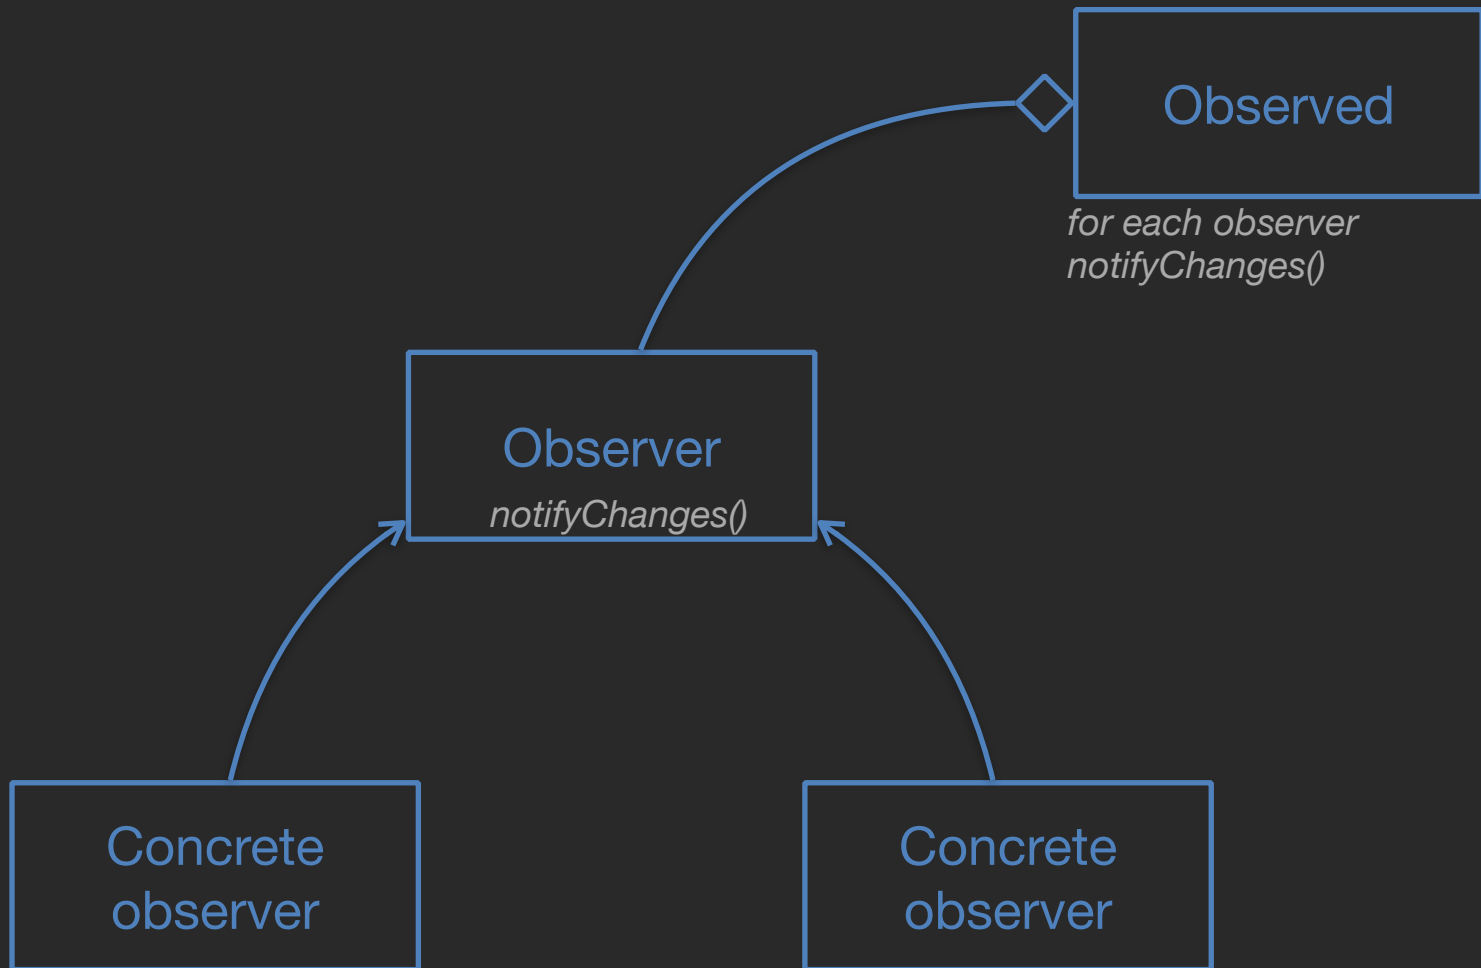 Observed
for each observer
notifyChanges()
Observer
notifyChanges()
Concrete
observer
Concrete
observer